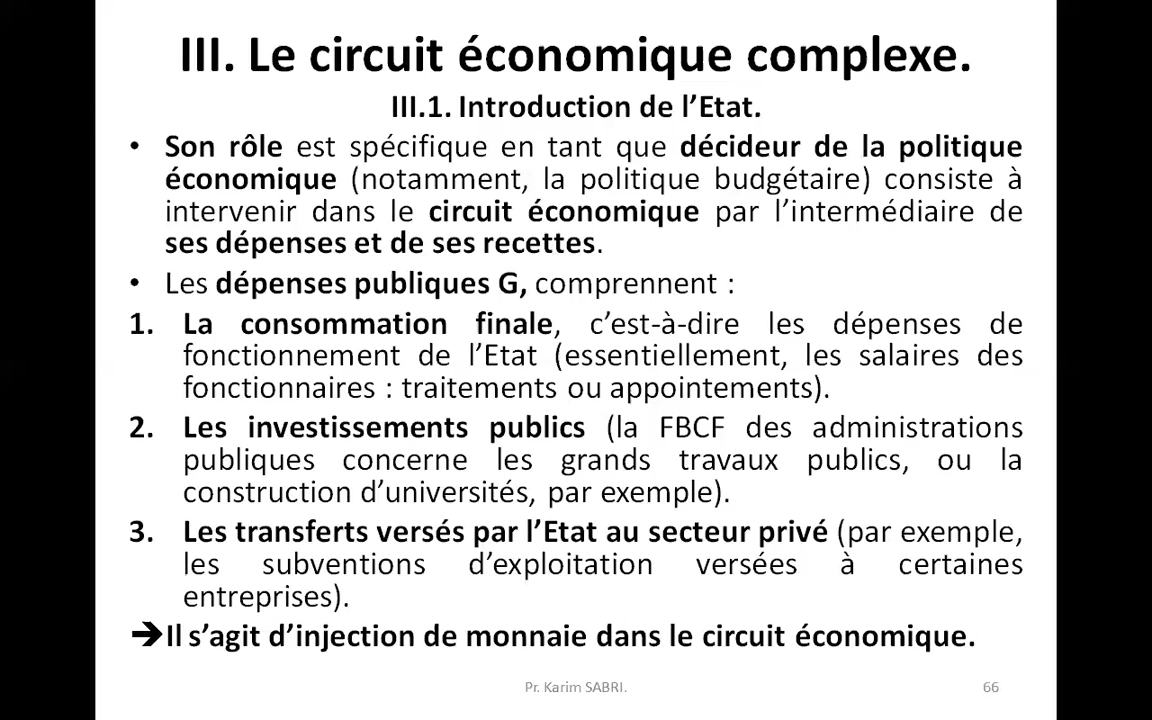 III. Le circuit économique complexe.
III.1. Introduction de l’Etat.
• Son rôle est spécifique en tant que décideur de la politique
économique (notamment, la politique budgétaire) consiste à
intervenir dans le circuit économique par l’intermédiaire de
ses dépenses et de ses recettes.
• Les dépenses publiques G, comprennent :
1. La consommation finale, c’est-à-dire les dépenses de
fonctionnement de l’Etat (essentiellement, les salaires des
fonctionnaires : traitements ou appointements).
2. Les investissements publics (la FBCF des administrations
publiques concerne les grands travaux publics, ou la
construction d’universités, par exemple).
3. Les transferts versés par l’Etat au secteur privé (par exemple,
les subventions d’exploitation versées à certaines
entreprises).
➔Il s’agit d’injection de monnaie dans le circuit économique.
Pr. Karim SABRI.
66